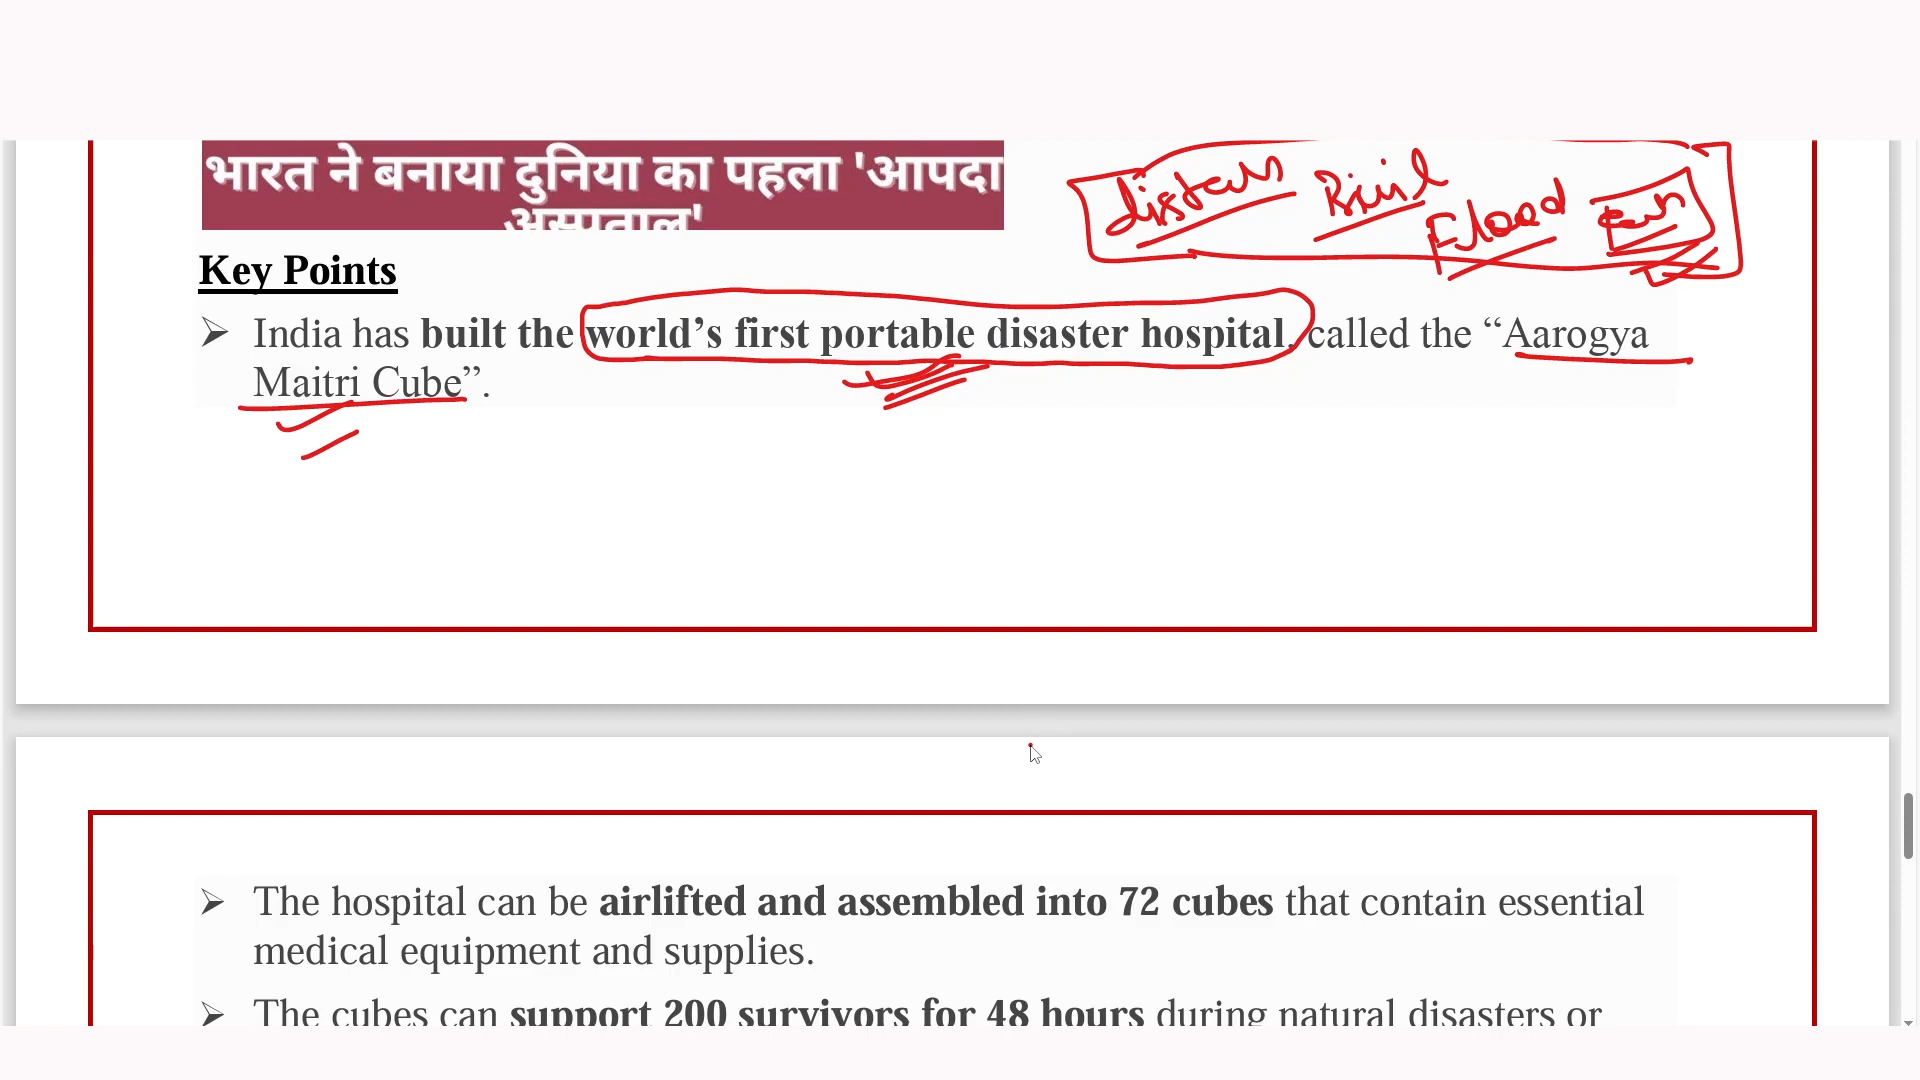 भारत ने बनाया दुनिया का पहला 'आपदा
अस्पताल'
Flood
Key Points
➢ India has built the world’s first portable disaster hospital, called the “Aarogya
Maitri Cube”.
➢ The hospital can be airlifted and assembled into 72 cubes that contain essential
medical equipment and supplies.
➢ The cubes can support 200 survivors for 48 hours during natural disasters or